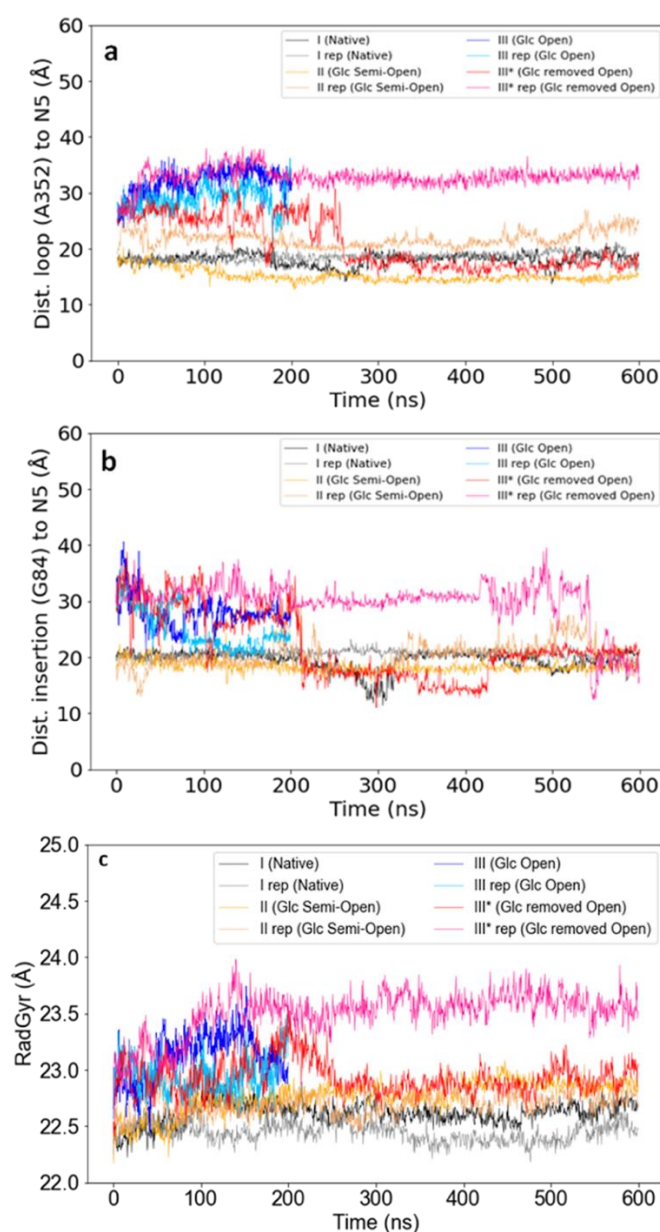 a
I (Native)
I rep (Native)
II (Glc Semi-Open)
II rep (Glc Semi-Open)
III (Glc Open)
III rep (Glc Open)
III* (Glc removed Open)
III* rep (Glc removed Open)
Dist. loop (A352) to N5 (Å)
60
50
40
30
20
10
0
0 100 200 300 400 500 600
Time (ns)
b
I (Native)
I rep (Native)
II (Glc Semi-Open)
II rep (Glc Semi-Open)
III (Glc Open)
III rep (Glc Open)
III* (Glc removed Open)
III* rep (Glc removed Open)
Dist. insertion (G84) to N5 (Å)
60
50
40
30
20
10
0
0 100 200 300 400 500 600
Time (ns)
c
I (Native)
I rep (Native)
II (Glc Semi-Open)
II rep (Glc Semi-Open)
III (Glc Open)
III rep (Glc Open)
III* (Glc removed Open)
III* rep (Glc removed Open)
RadGyr (Å)
25.0
24.5
24.0
23.5
23.0
22.5
22.0
0 100 200 300 400 500 600
Time (ns)